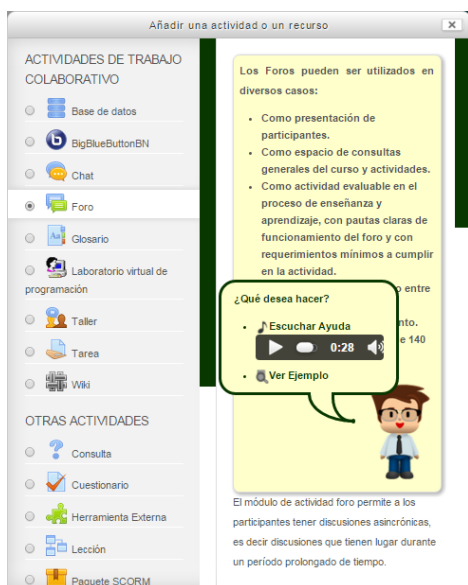 Añadir una actividad o un recurso
ACTIVIDADES DE TRABAJO
COLABORATIVO
Base de datos
BigBlueButtonBN
Chat
Foro
Glosario
Laboratorio virtual de
programación
Taller
Tarea
Wiki
OTRAS ACTIVIDADES
Consulta
Cuestionario
Herramienta Externa
Lección
Paquete SCORM
Los Foros pueden ser utilizados en
diversos casos:
Como presentación de
participantes.
Como espacio de consultas
generales del curso y actividades.
Como actividad evaluable en el
proceso de enseñanza y
aprendizaje, con pautas claras de
funcionamiento del foro y con
requerimientos mínimos a cumplir
en la actividad.
entre
e 140
¿Qué desea hacer?
Escuchar Ayuda
0:28
Ver Ejemplo
El módulo de actividad foro permite a los
participantes tener discusiones asincrónicas,
es decir discusiones que tienen lugar durante
un período prolongado de tiempo.